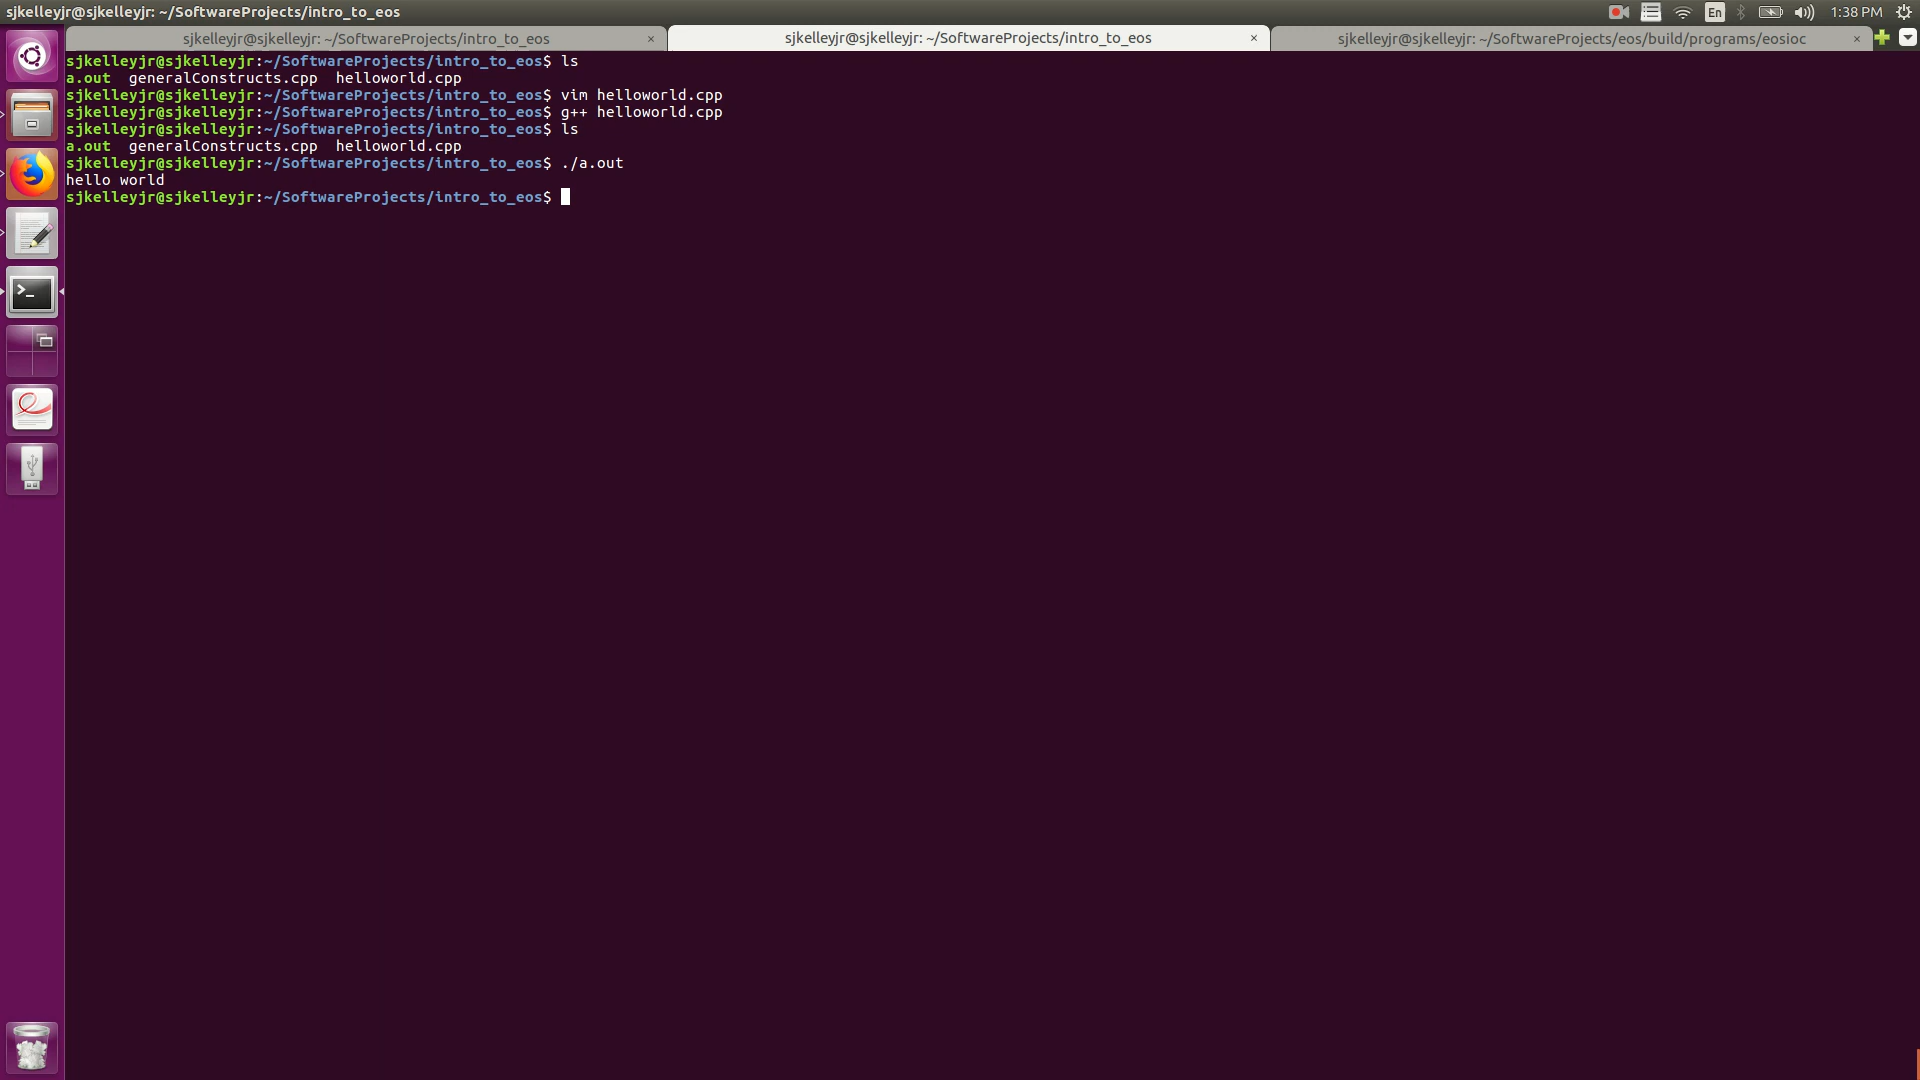 sjkelleyjr@sjkelleyjr: ~/SoftwareProjects/intro_to_eos
En
1:38 PM
sjkelleyjr@sjkelleyjr: ~/SoftwareProjects/intro_to_eos ×
sjkelleyjr@sjkelleyjr: ~/SoftwareProjects/intro_to_eos ×
sjkelleyjr@sjkelleyjr: ~/SoftwareProjects/eos/build/programs/eosioc ×
sjkelleyjr@sjkelleyjr:~/SoftwareProjects/intro_to_eos$ ls
a.out  generalConstructs.cpp  helloworld.cpp
sjkelleyjr@sjkelleyjr:~/SoftwareProjects/intro_to_eos$ vim helloworld.cpp
sjkelleyjr@sjkelleyjr:~/SoftwareProjects/intro_to_eos$ g++ helloworld.cpp
sjkelleyjr@sjkelleyjr:~/SoftwareProjects/intro_to_eos$ ls
a.out  generalConstructs.cpp  helloworld.cpp
sjkelleyjr@sjkelleyjr:~/SoftwareProjects/intro_to_eos$ ./a.out
hello world
sjkelleyjr@sjkelleyjr:~/SoftwareProjects/intro_to_eos$